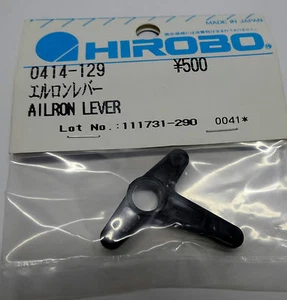 MADE IN JAPAN
HIROBO®
0414-129 ¥500
エルロンレバー
AILRON LEVER
Lot No.:111731-290 0041*